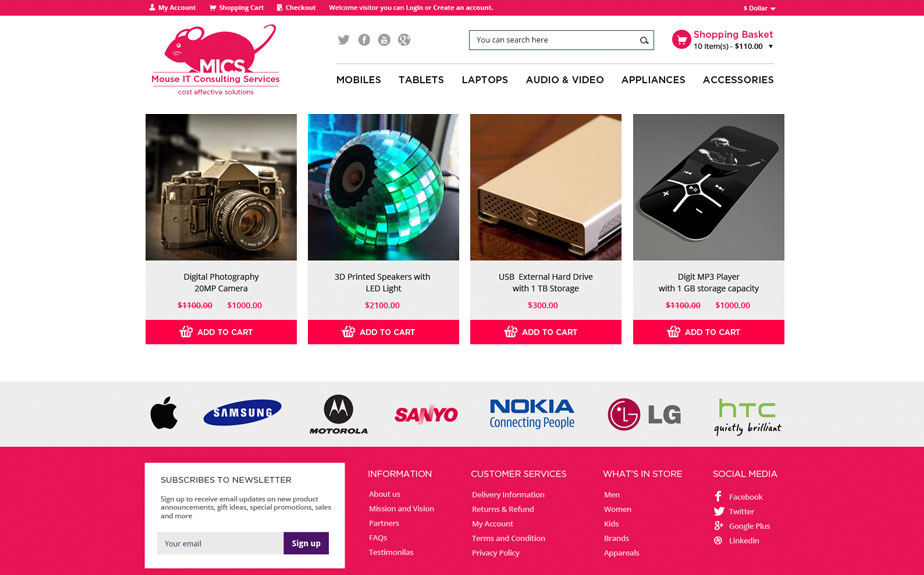 My Account
Shopping Cart
Checkout
Welcome visitor you can Login or Create an account.
$ Dollar
MICS
Mouse IT Consulting Services
cost effective solutions
You can search here
Shopping Basket
10 Item(s) - $110.00
MOBILES
TABLETS
LAPTOPS
AUDIO & VIDEO
APPLIANCES
ACCESSORIES
Digital Photography
20MP Camera
$1100.00 $1000.00
ADD TO CART
3D Printed Speakers with
LED Light
$2100.00
ADD TO CART
USB External Hard Drive
with 1 TB Storage
$300.00
ADD TO CART
Digit MP3 Player
with 1 GB storage capacity
$1100.00 $1000.00
ADD TO CART
SAMSUNG
MOTOROLA
SANYO
NOKIA
Connecting People
LG
htc
quietly brilliant
SUBSCRIBES TO NEWSLETTER
Sign up to receive email updates on new product
announcements, gift ideas, special promotions, sales
and more
Your email
Sign up
INFORMATION
About us
Mission and Vision
Partners
FAQs
Testimonilas
CUSTOMER SERVICES
Delivery Information
Returns & Refund
My Account
Terms and Condition
Privacy Policy
WHAT'S IN STORE
Men
Women
Kids
Brands
Appareals
SOCIAL MEDIA
Facebook
Twitter
Google Plus
Linkedin